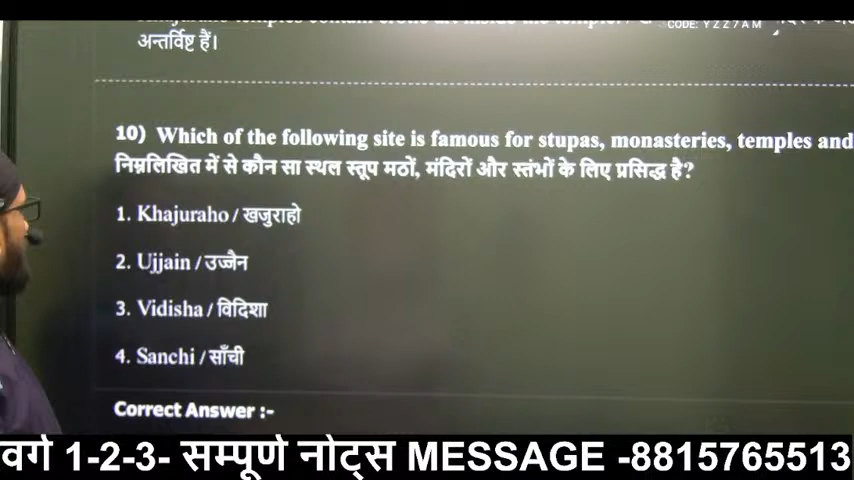 CODE: YZZ7AM
अन्तर्विष्ट हैं।
10) Which of the following site is famous for stupas, monasteries, temples and
निम्नलिखित में से कौन सा स्थल स्तूप मठों, मंदिरों और स्तंभों के लिए प्रसिद्ध है?
1. Khajuraho / खजुराहो
2. Ujjain / उज्जैन
3. Vidisha / विदिशा
4. Sanchi / साँची
Correct Answer :-
वर्ग 1-2-3- सम्पूर्ण नोट्स MESSAGE -8815765513